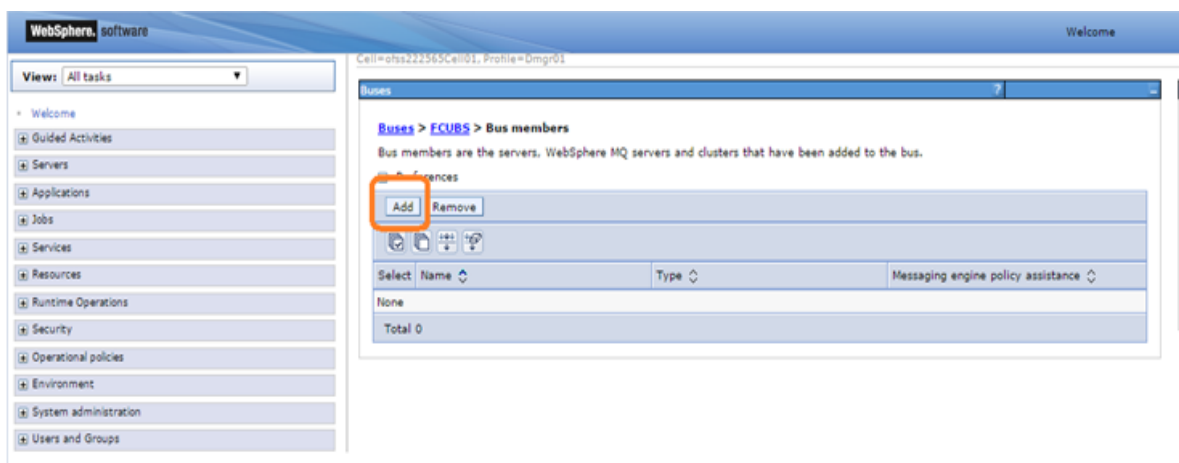 WebSphere. software
Welcome
View: All tasks
Cell=ofss222565Cell01, Profile=Dmgr01
Welcome
Guided Activities
Servers
Applications
Jobs
Services
Resources
Runtime Operations
Security
Operational policies
Environment
System administration
Users and Groups
Buses ? -
Buses > FCUBS > Bus members
Bus members are the servers, WebSphere MQ servers and clusters that have been added to the bus.
Preferences
Add Remove
Select Name Type Messaging engine policy assistance
None
Total 0